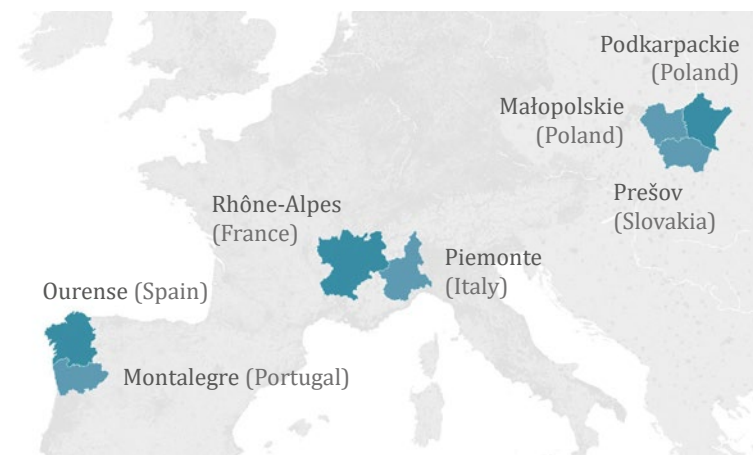 Podkarpackie
(Poland)
Małopolskie
(Poland)
Prešov
(Slovakia)
Rhône-Alpes
(France)
Piemonte
(Italy)
Ourense (Spain)
Montalegre (Portugal)